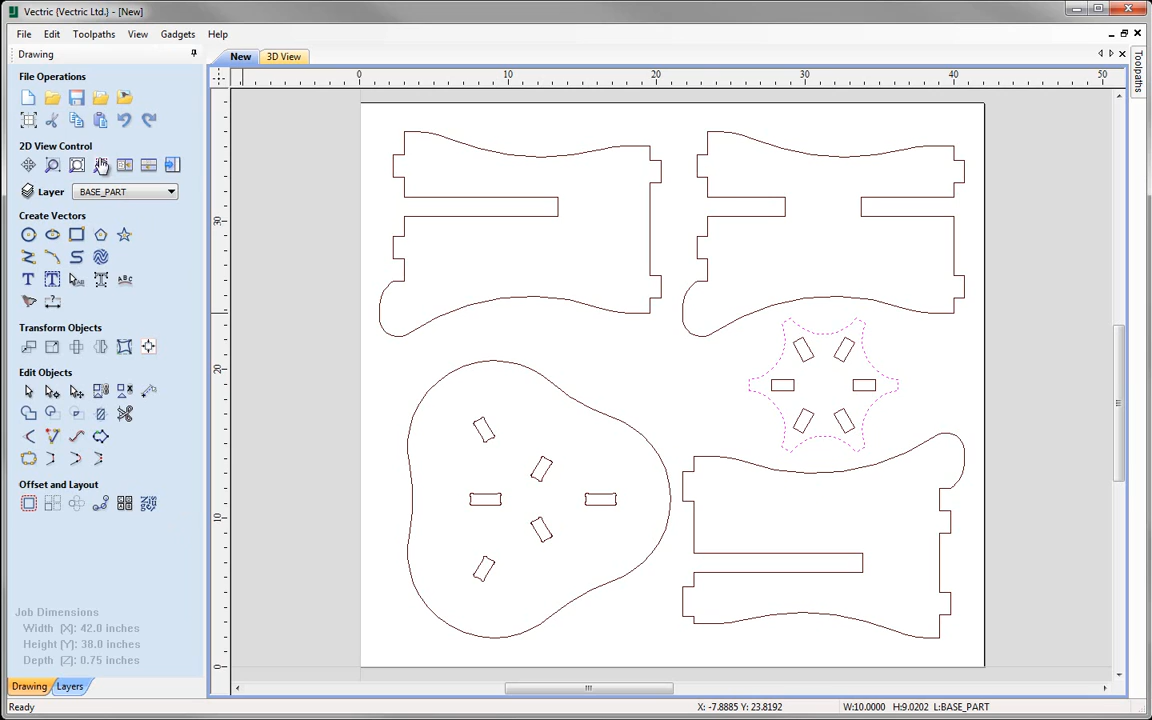 Vectric {Vectric Ltd.} - [New]
File Edit Toolpaths View Gadgets Help
Drawing
New 3D View
File Operations
0 10 20 30 40 50
Toolpaths
2D View Control
Layer BASE_PART
Create Vectors
30
Transform Objects
20
Edit Objects
Offset and Layout
10
Job Dimensions
Width [X]: 42.0 inches
Height [Y]: 38.0 inches
Depth [Z]: 0.75 inches
0
Drawing Layers
Ready X: -7.8885 Y: 23.8192 W:10.0000 H:9.0202 L:BASE_PART